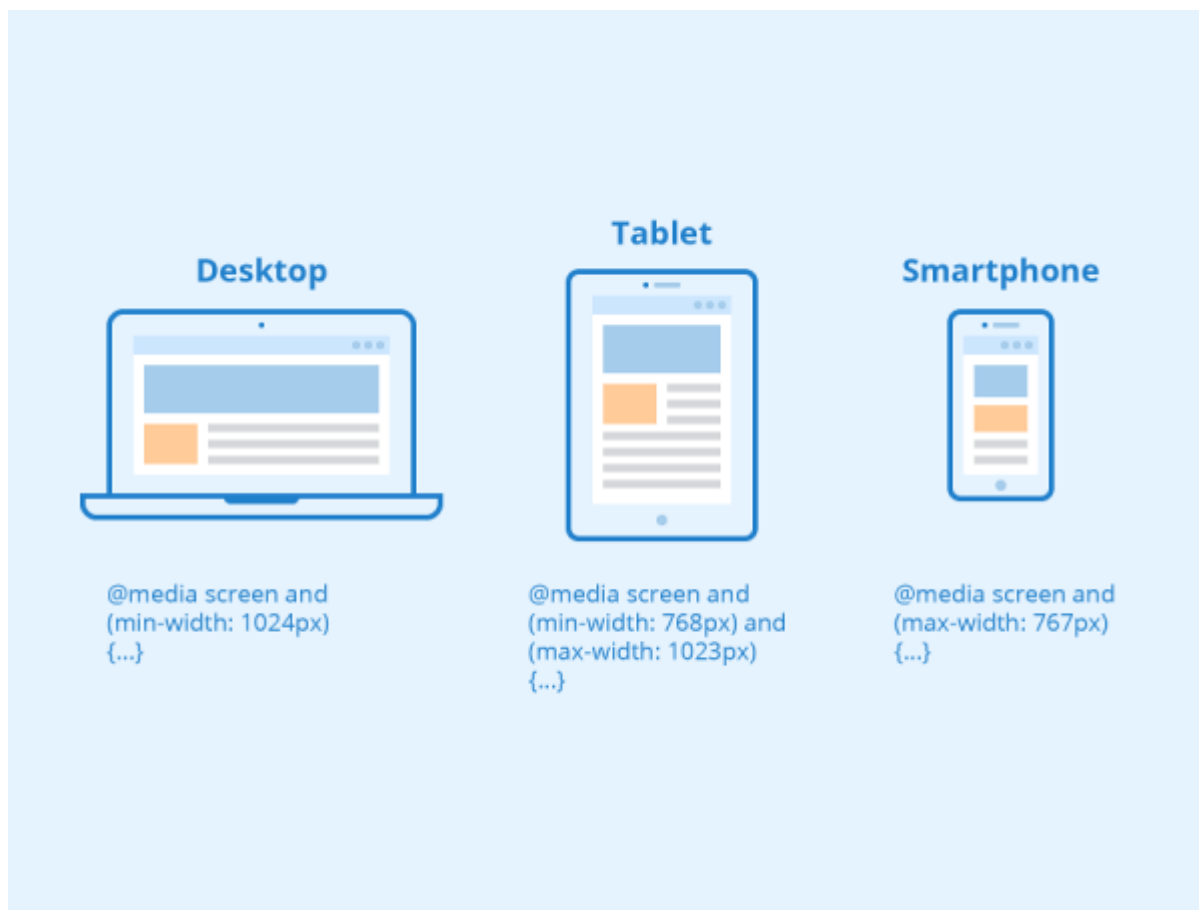 Desktop
@media screen and
(min-width: 1024px)
{...}
Tablet
@media screen and
(min-width: 768px) and
(max-width: 1023px)
{...}
Smartphone
@media screen and
(max-width: 767px)
{...}